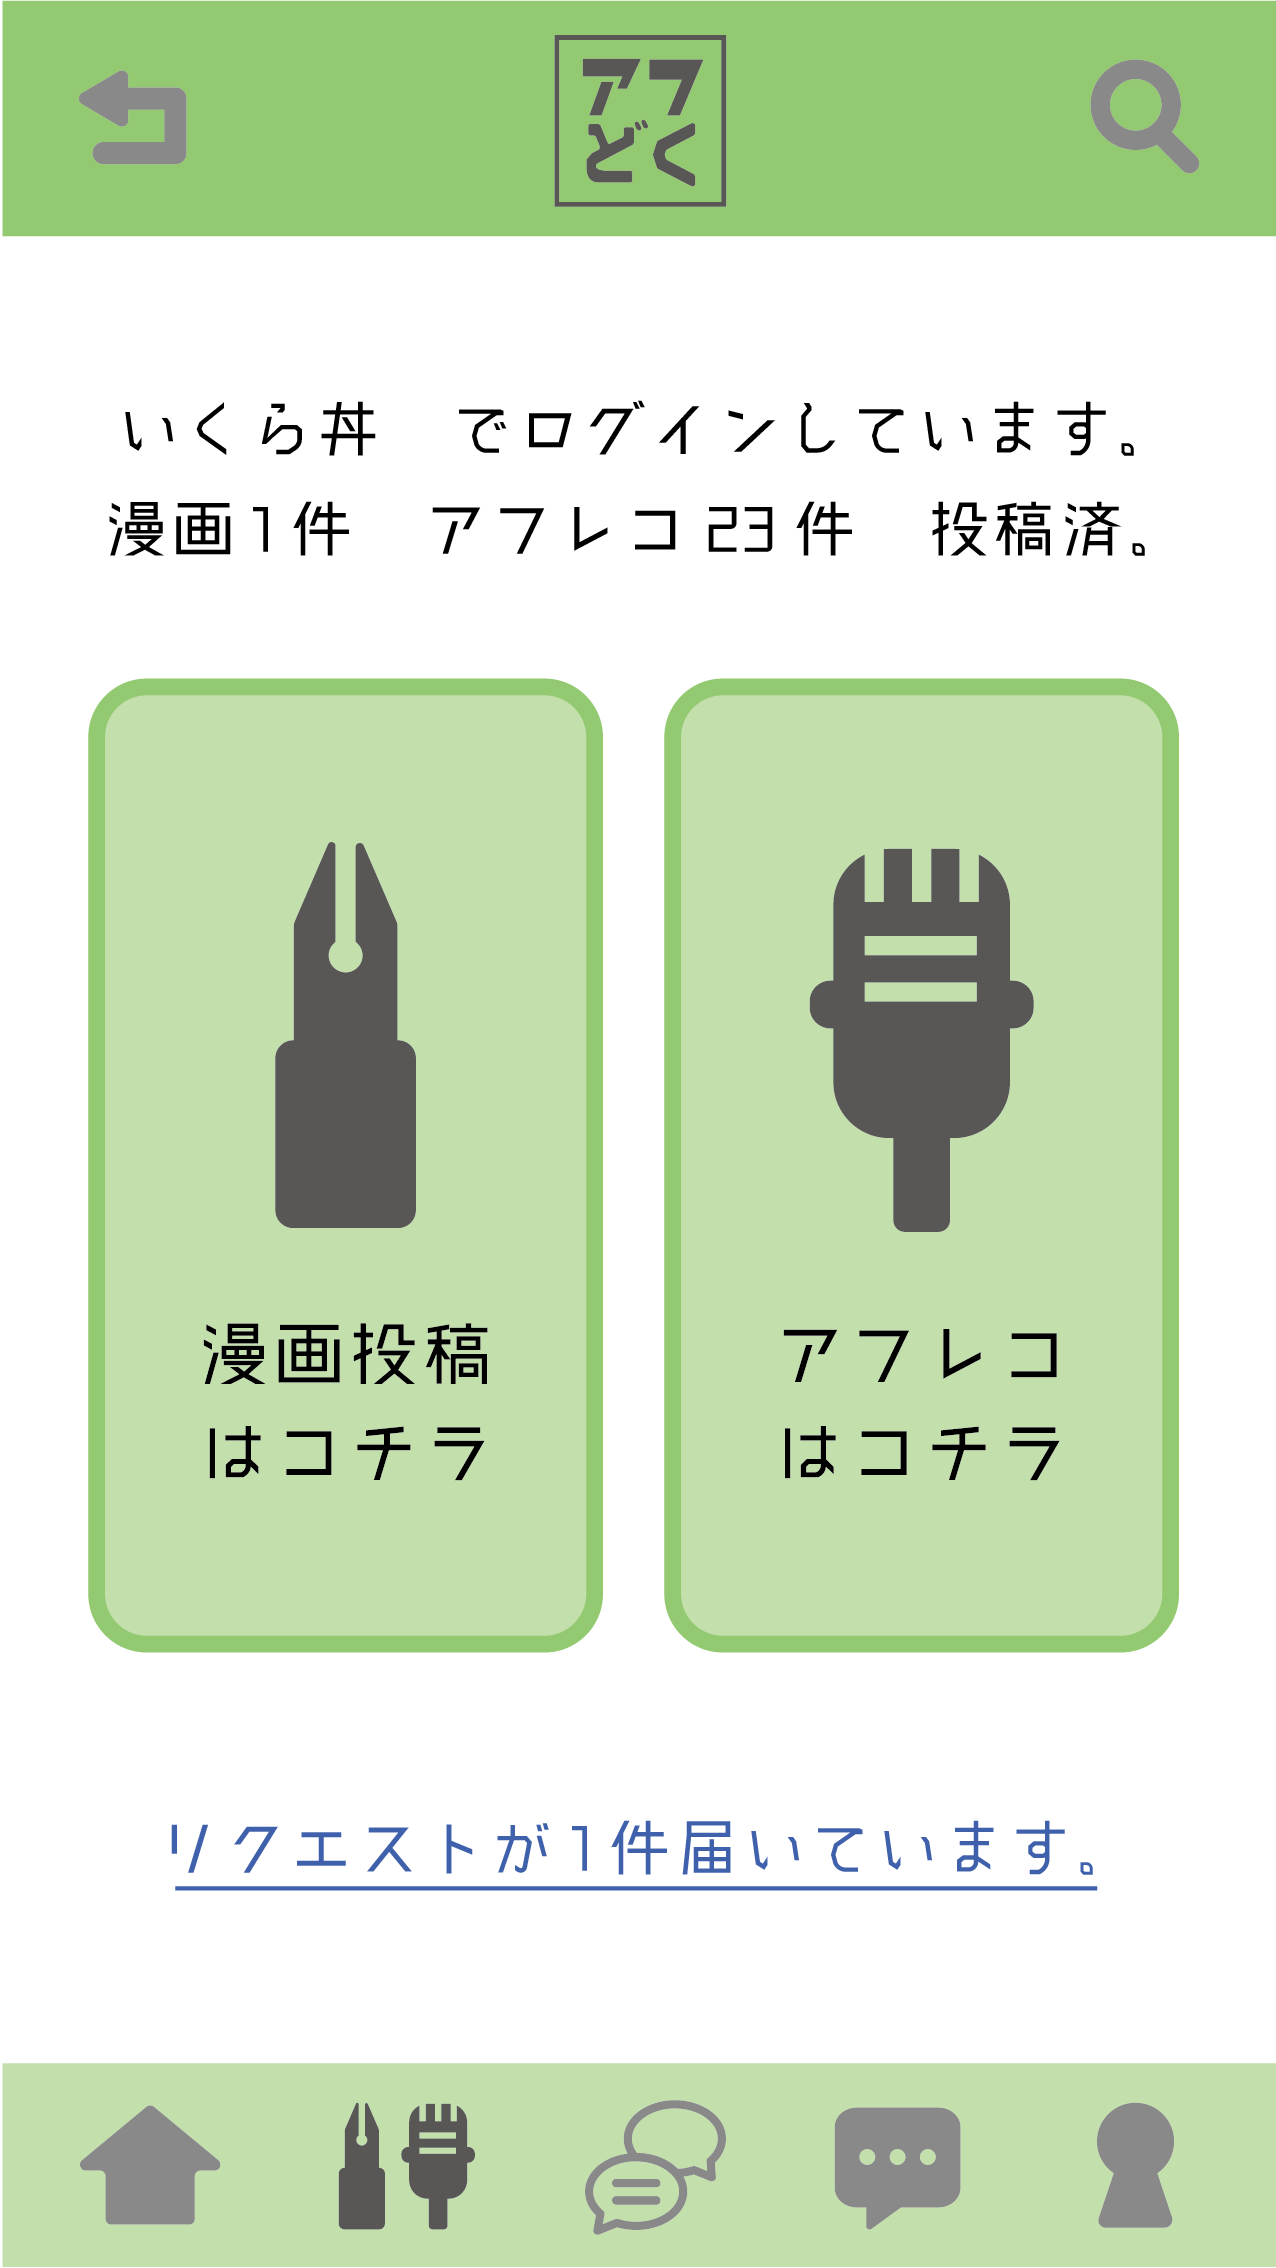 アフ
どく
いくら丼　でログインしています。
漫画1件　アフレコ23件　投稿済。
漫画投稿
はコチラ
アフレコ
はコチラ
リクエストが1件届いています。